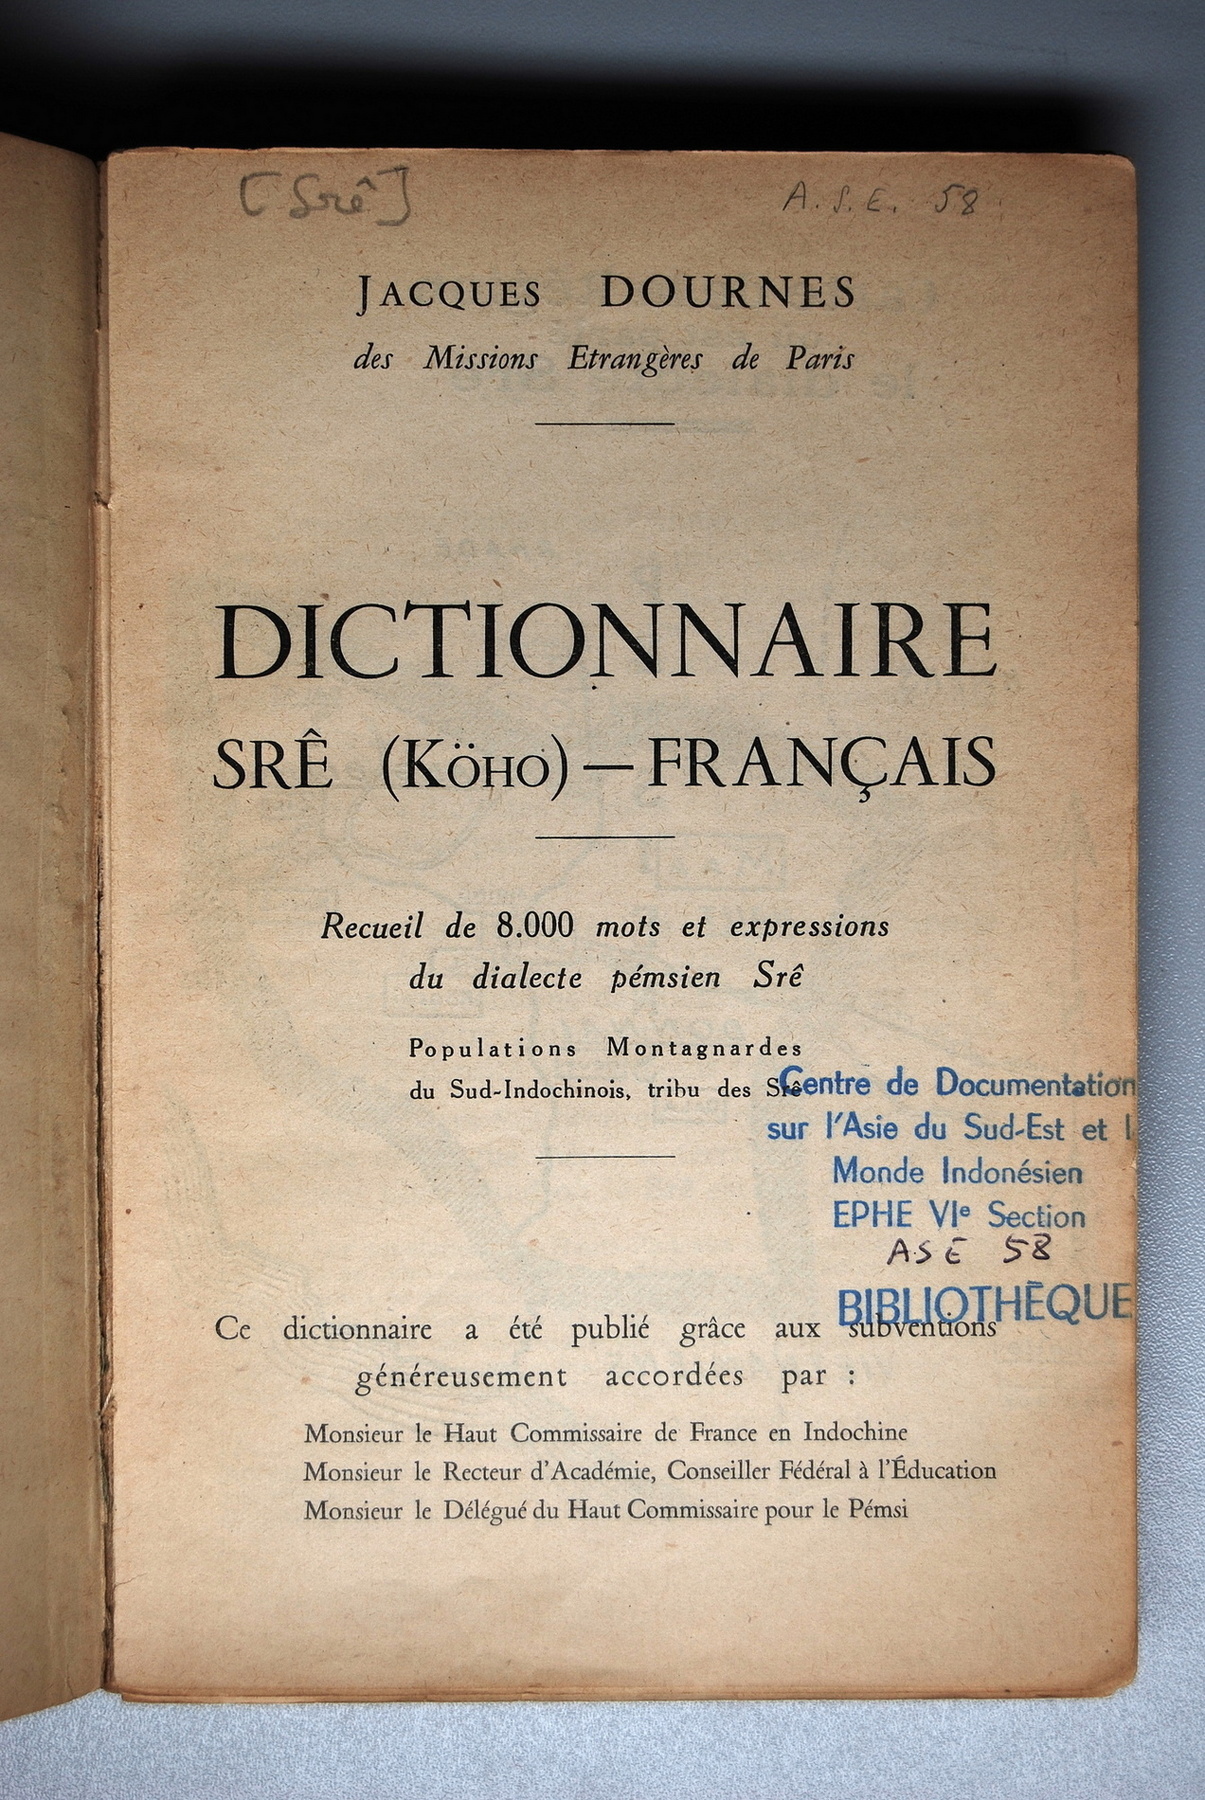 [Srê]
A.S.E. 58
JACQUES DOURNES
des Missions Etrangères de Paris
DICTIONNAIRE
SRÊ (KÖHO) — FRANÇAIS
Recueil de 8.000 mots et expressions
du dialecte pémsien Srê
Populations Montagnardes
du Sud-Indochinois, tribu des Srê
Centre de Documentation
sur l'Asie du Sud-Est et l
Monde Indonésien
EPHE VIe Section
ASE 58
BIBLIOTHÈQUE
Ce dictionnaire a été publié grâce aux subventions
généreusement accordées par :
Monsieur le Haut Commissaire de France en Indochine
Monsieur le Recteur d'Académie, Conseiller Fédéral à l'Éducation
Monsieur le Délégué du Haut Commissaire pour le Pémsi